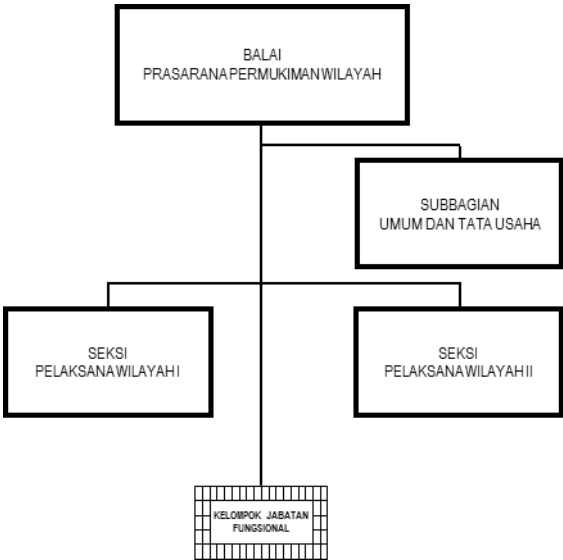 BALAI
PRASARANA PERMUKIMAN WILAYAH
SUBBAGIAN
UMUM DAN TATA USAHA
SEKSI
PELAKSANA WILAYAH I
SEKSI
PELAKSANA WILAYAH II
KELOMPOK JABATAN
FUNGSIONAL